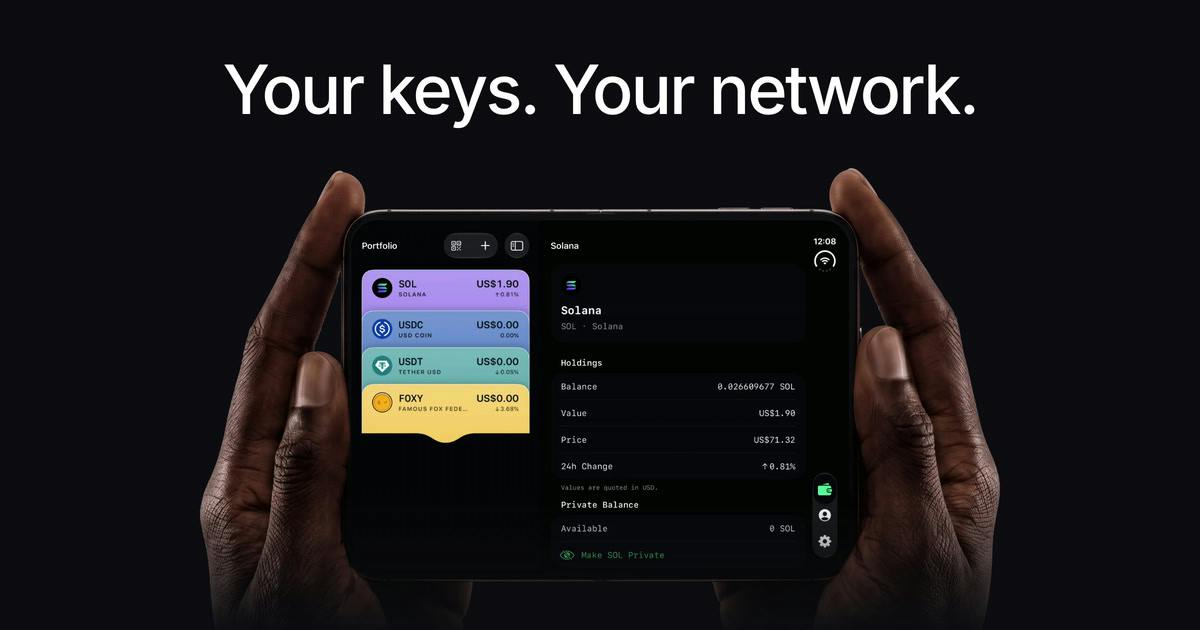 Your keys. Your network.
Portfolio
SOL US$1.90
SOLANA ↑0.81%
USDC US$0.00
USD COIN 0.00%
USDT US$0.00
TETHER USD ↓0.05%
FOXY US$0.00
FAMOUS FOX FEDE... ↓3.68%
Solana
12:08
Solana
SOL · Solana
Holdings
Balance 0.026609677 SOL
Value US$1.90
Price US$71.32
24h Change ↑0.81%
Values are quoted in USD.
Private Balance
Available 0 SOL
Make SOL Private